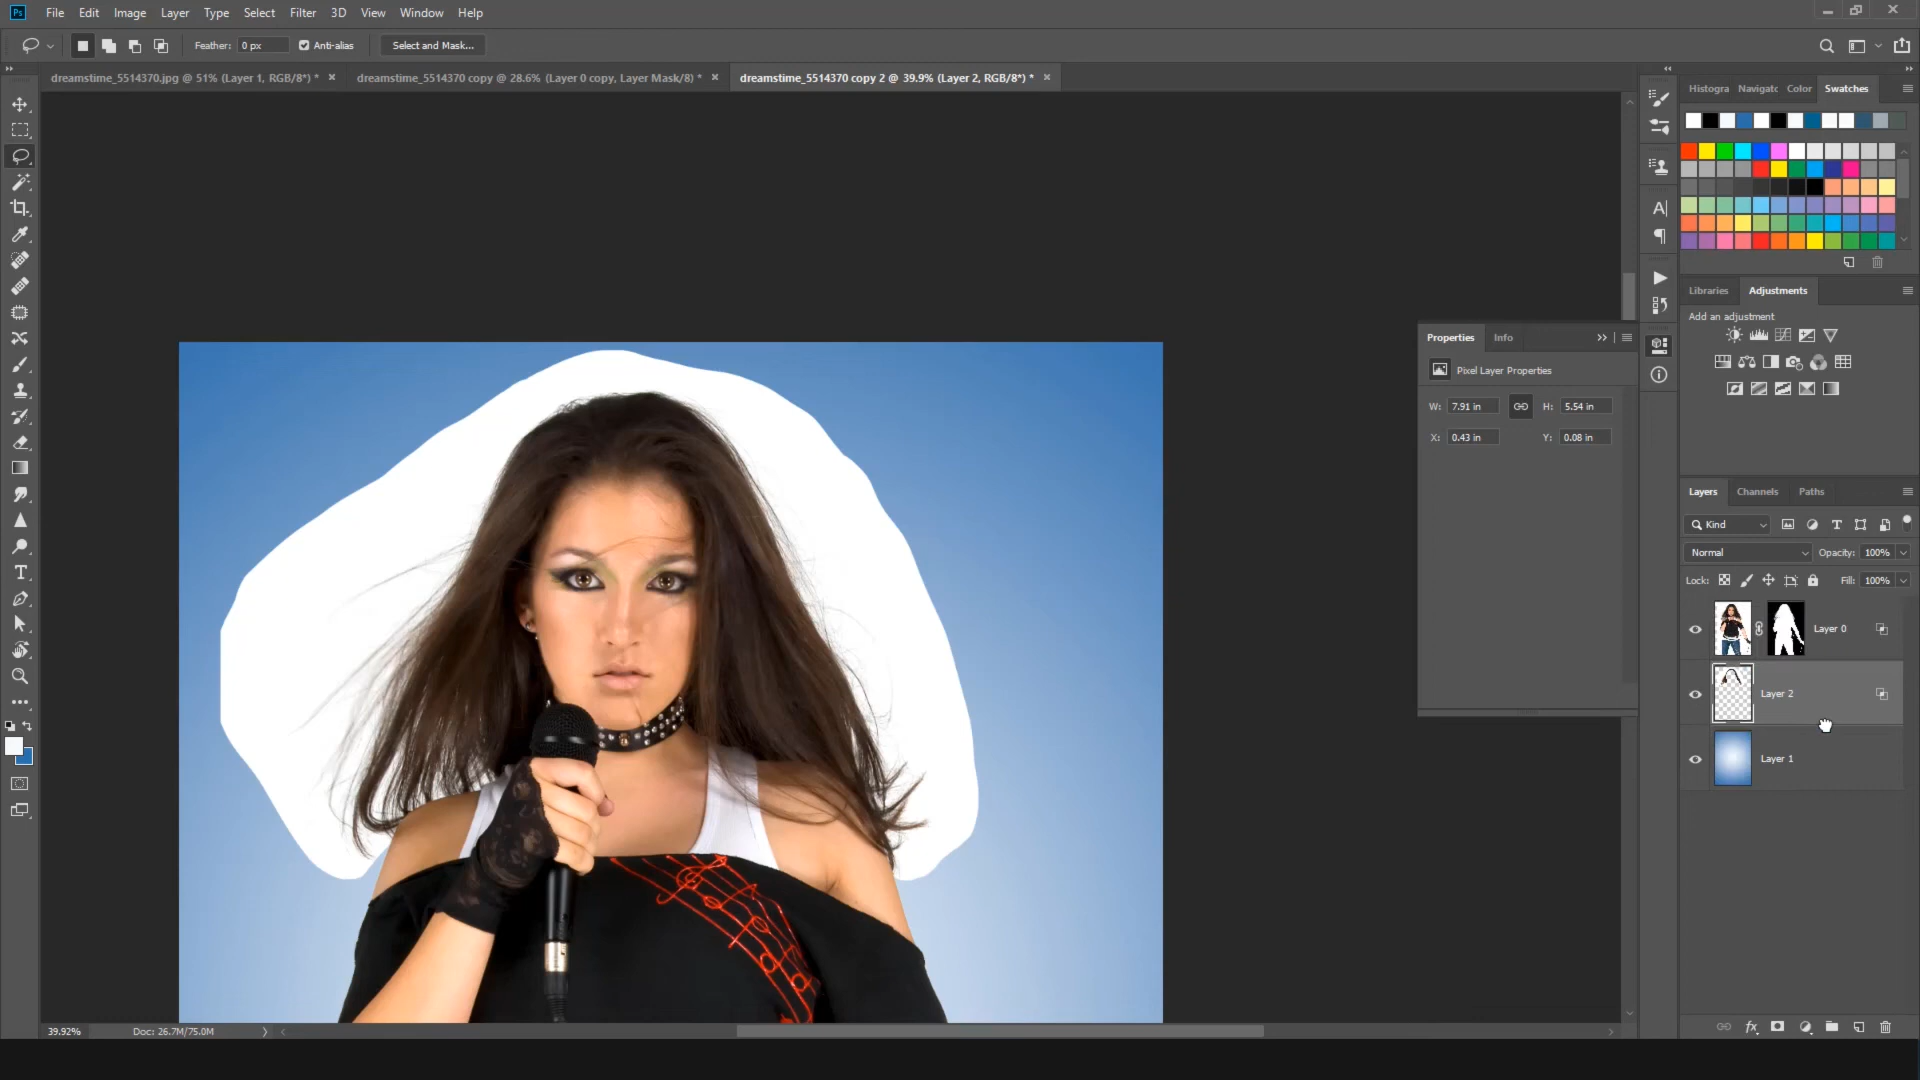 Ps File Edit Image Layer Type Select Filter 3D View Window Help
Feather: 0 px Anti-alias Select and Mask...
dreamstime_5514370.jpg @ 51% (Layer 1, RGB/8*) * × dreamstime_5514370 copy @ 28.6% (Layer 0 copy, Layer Mask/8) * × dreamstime_5514370 copy 2 @ 39.9% (Layer 2, RGB/8*) * ×
Histogra Navigatc Color Swatches
Libraries Adjustments
Add an adjustment
Properties Info
Pixel Layer Properties
W: 7.91 in H: 5.54 in
X: 0.43 in Y: 0.08 in
Layers Channels Paths
Kind
Normal Opacity: 100%
Lock: Fill: 100%
Layer 0
Layer 2
Layer 1
39.92% Doc: 26.7M/75.0M